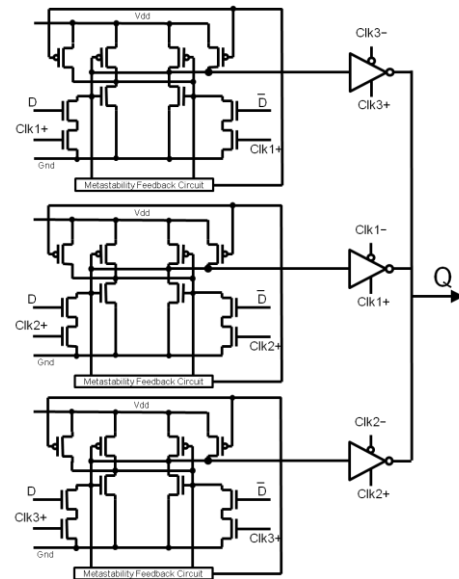 Vdd
Clk3-
D
D̅
Clk1+
Clk3+
Clk1+
Gnd
Metastability Feedback Circuit
Vdd
Clk1-
D
D̅
Clk2+
Clk1+
Clk2+
Gnd
Metastability Feedback Circuit
Q
Vdd
Clk2-
D
D̅
Clk3+
Clk2+
Clk3+
Gnd
Metastability Feedback Circuit